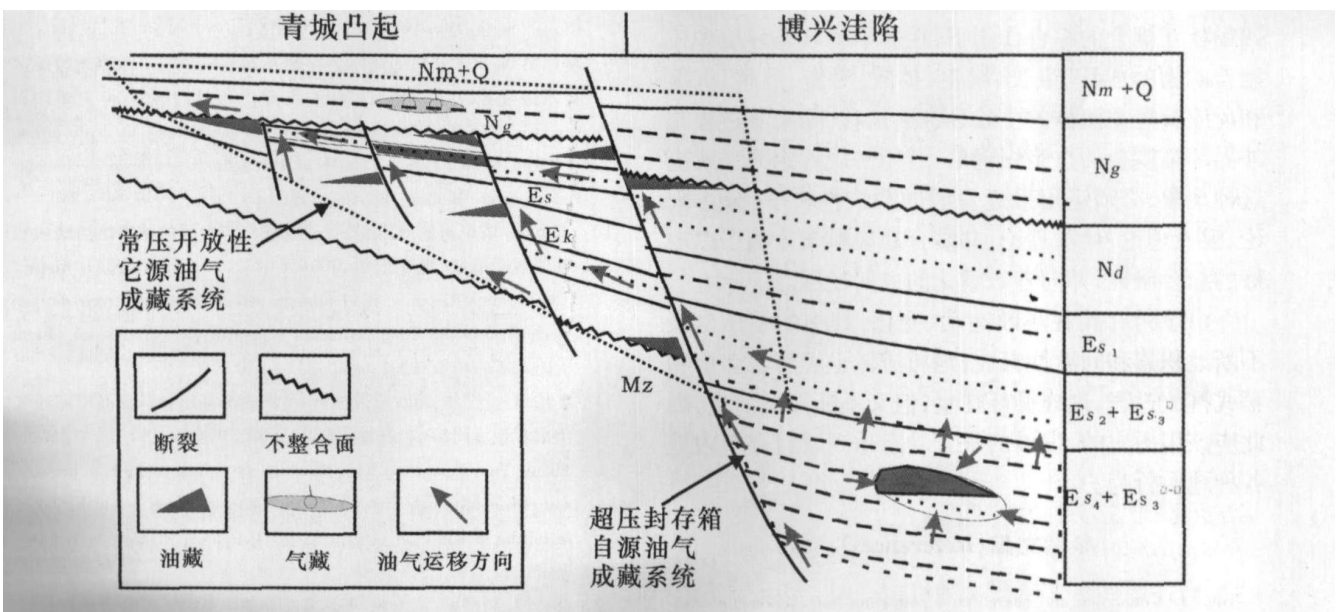 青城凸起
博兴洼陷
Nm+Q
Nm +Q
Ng
Ng
Es
Ek
Nd
Es₁
Mz
Es₂+ Es₃
Es₄+ Es₃
常压开放性
它源油气
成藏系统
超压封存箱
自源油气
成藏系统
断裂
不整合面
油藏
气藏
油气运移方向